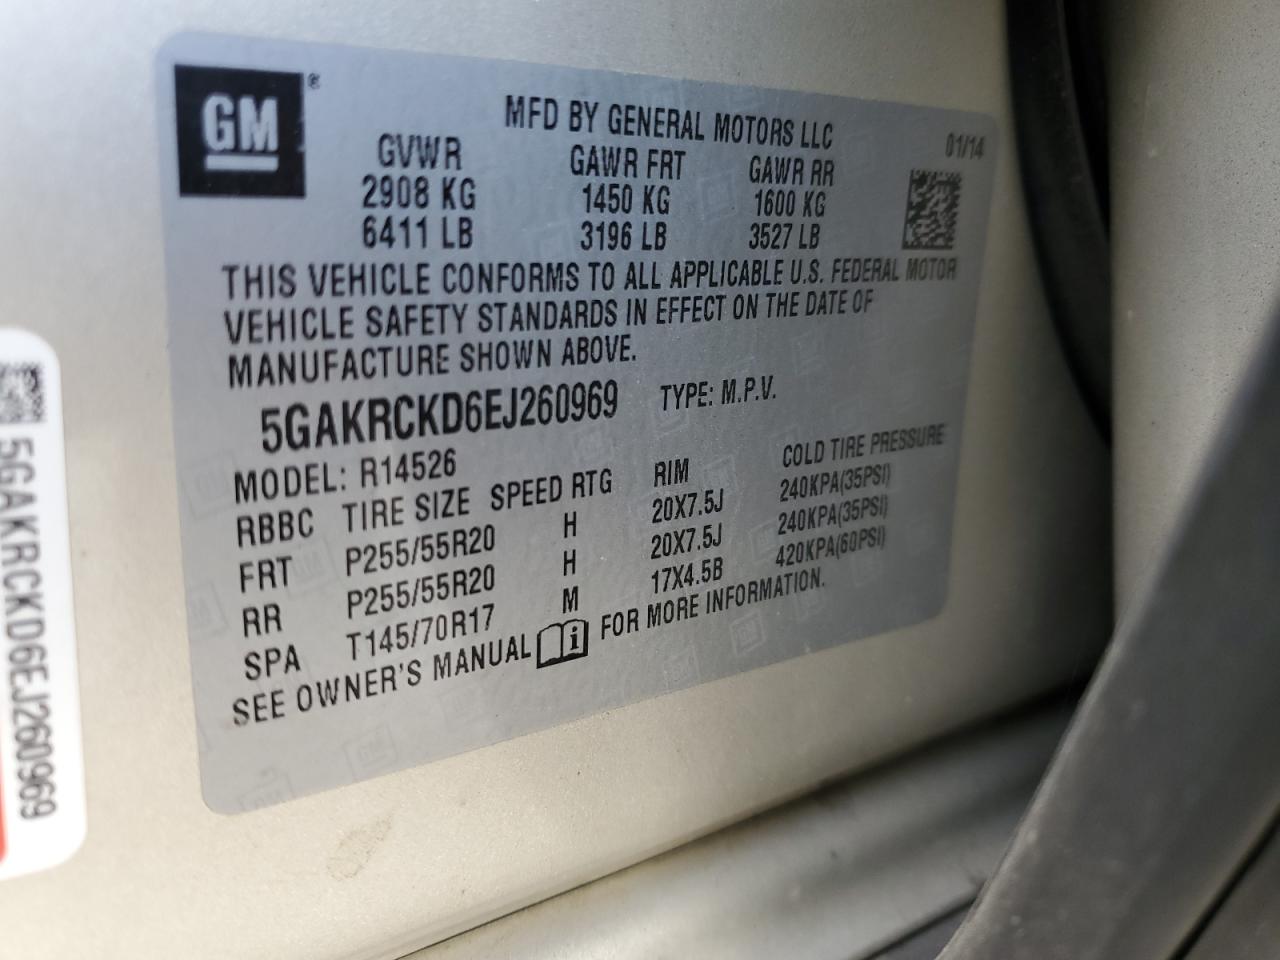 GM ®
MFD BY GENERAL MOTORS LLC
01/14
GVWR GAWR FRT GAWR RR
2908 KG 1450 KG 1600 KG
6411 LB 3196 LB 3527 LB
THIS VEHICLE CONFORMS TO ALL APPLICABLE U.S. FEDERAL MOTOR
VEHICLE SAFETY STANDARDS IN EFFECT ON THE DATE OF
MANUFACTURE SHOWN ABOVE.
5GAKRCKD6EJ260969 TYPE: M.P.V.
MODEL: R14526
RBBC TIRE SIZE SPEED RTG RIM COLD TIRE PRESSURE
FRT P255/55R20 H 20X7.5J 240KPA(35PSI)
RR P255/55R20 H 20X7.5J 240KPA(35PSI)
SPA T145/70R17 M 17X4.5B 420KPA(60PSI)
SEE OWNER'S MANUAL i FOR MORE INFORMATION.
5GAKRCKD6EJ260969